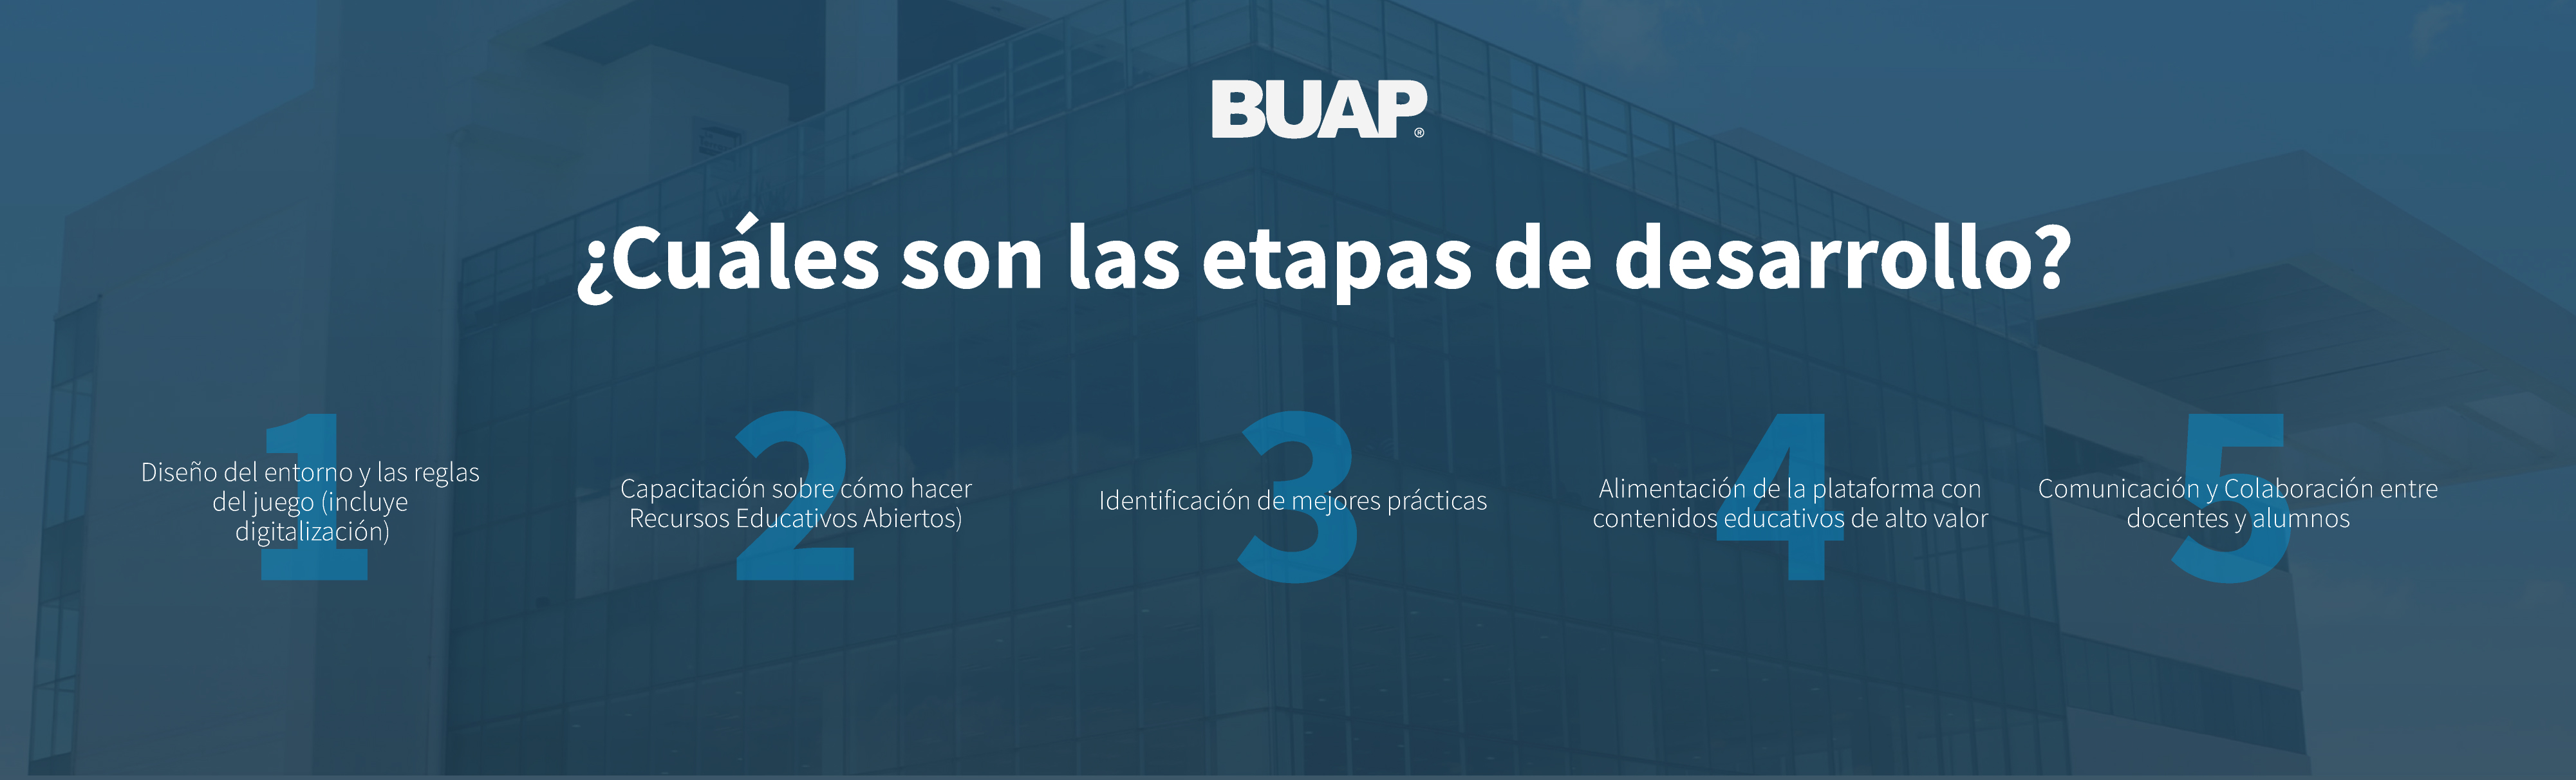 BUAP®
¿Cuáles son las etapas de desarrollo?
1
Diseño del entorno y las reglas
del juego (incluye
digitalización)
2
Capacitación sobre cómo hacer
Recursos Educativos Abiertos)
3
Identificación de mejores prácticas
4
Alimentación de la plataforma con
contenidos educativos de alto valor
5
Comunicación y Colaboración entre
docentes y alumnos